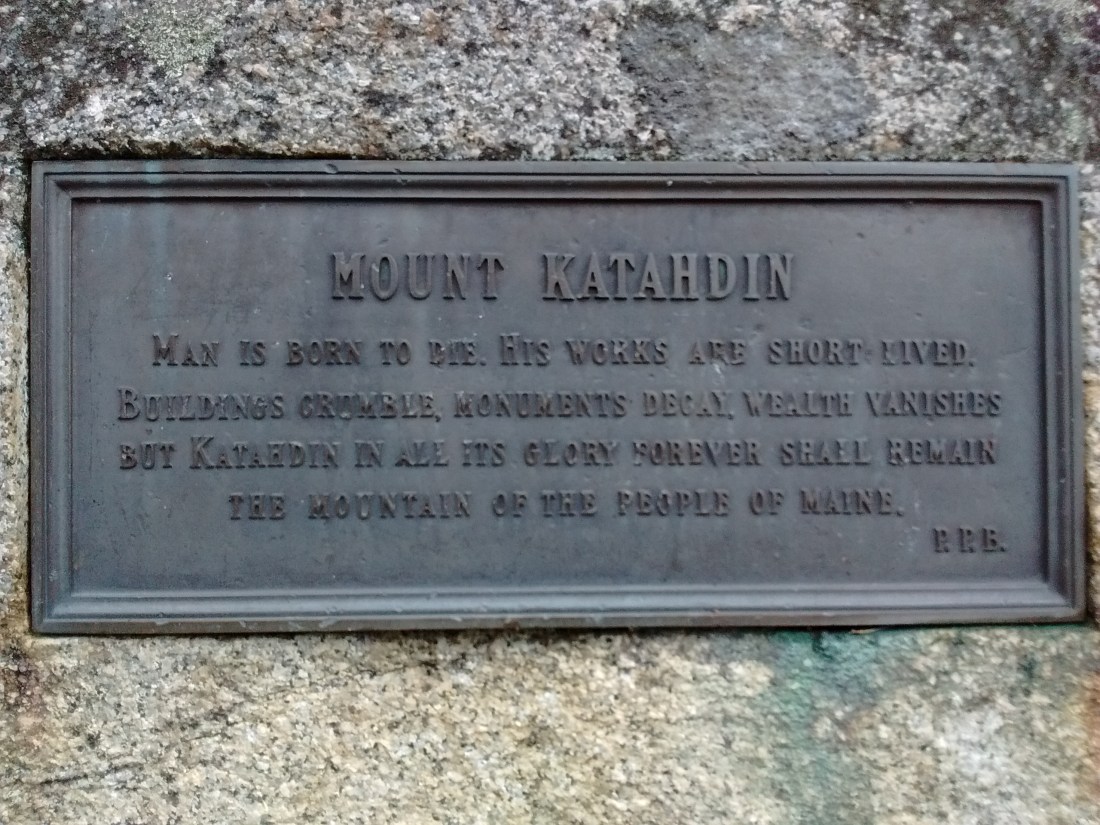 MOUNT KATAHDIN
MAN IS BORN TO DIE. HIS WORKS ARE SHORT-LIVED.
BUILDINGS CRUMBLE, MONUMENTS DECAY, WEALTH VANISHES
BUT KATAHDIN IN ALL ITS GLORY FOREVER SHALL REMAIN
THE MOUNTAIN OF THE PEOPLE OF MAINE.
P.P.B.